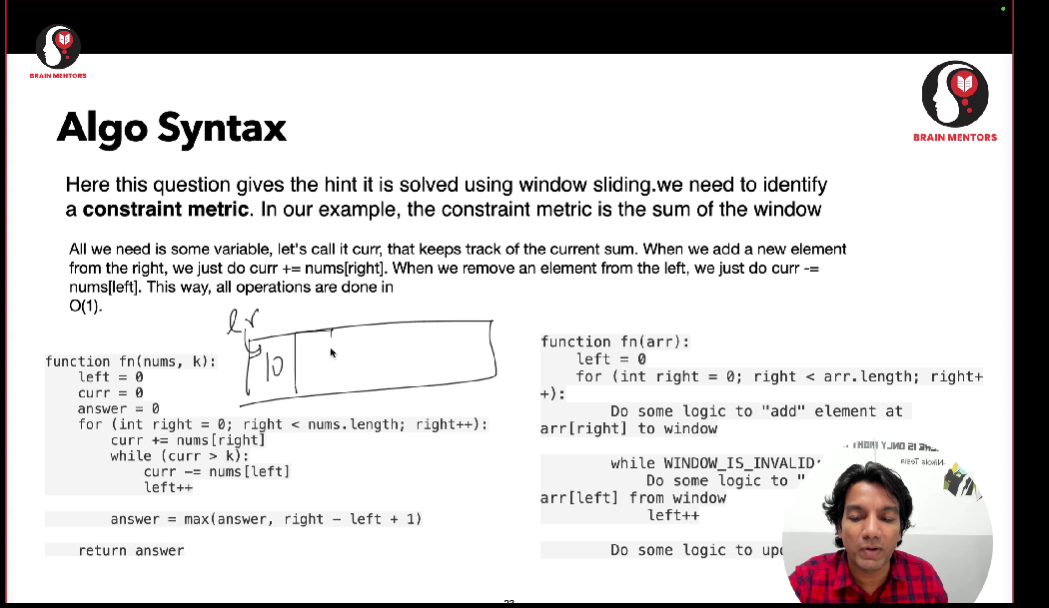 BRAIN MENTORS
BRAIN MENTORS
Algo Syntax
Here this question gives the hint it is solved using window sliding.we need to identify
a constraint metric. In our example, the constraint metric is the sum of the window
All we need is some variable, let's call it curr, that keeps track of the current sum. When we add a new element
from the right, we just do curr += nums[right]. When we remove an element from the left, we just do curr -=
nums[left]. This way, all operations are done in
O(1).
l r
10
function fn(nums, k):
left = 0
curr = 0
answer = 0
for (int right = 0; right < nums.length; right++):
curr += nums[right]
while (curr > k):
curr -= nums[left]
left++
answer = max(answer, right - left + 1)
return answer
function fn(arr):
left = 0
for (int right = 0; right < arr.length; right+
+):
Do some logic to "add" element at
arr[right] to window
while WINDOW_IS_INVALID
Do some logic to "
arr[left] from window
left++
Do some logic to